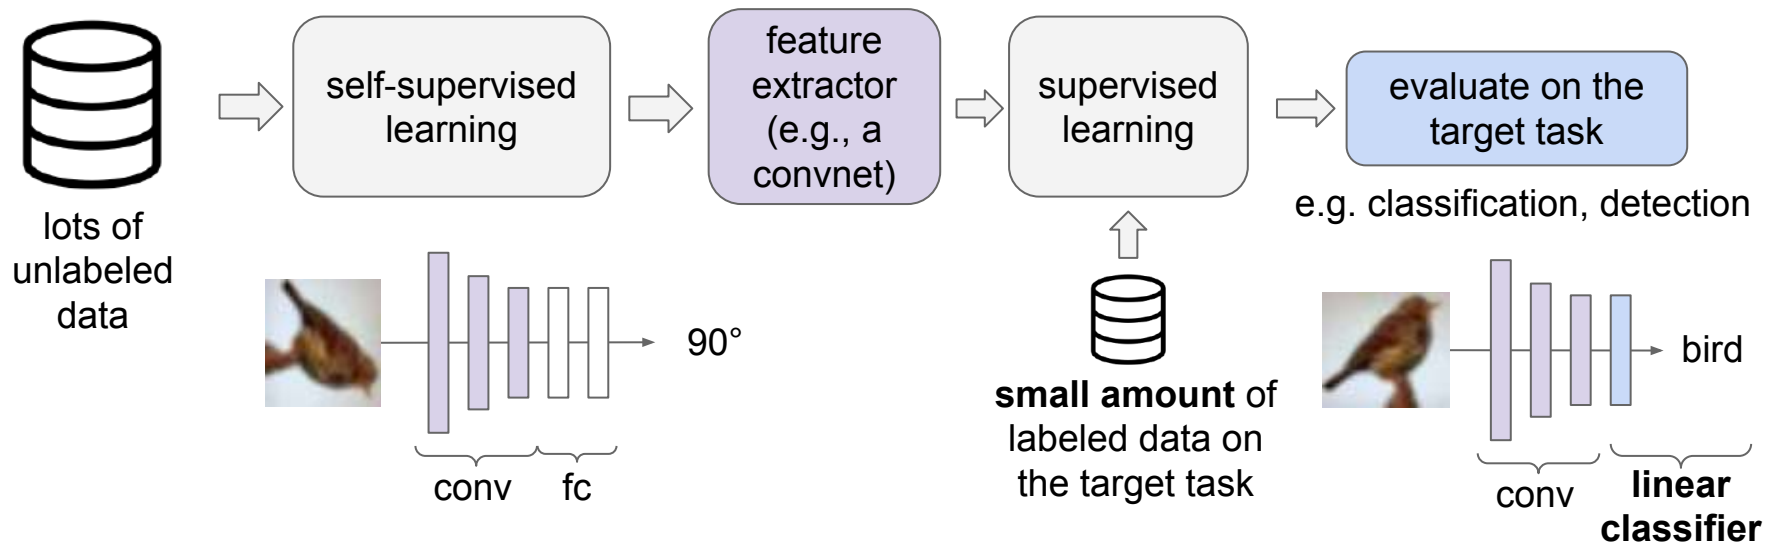 lots of
unlabeled
data
self-supervised
learning
feature
extractor
(e.g., a
convnet)
supervised
learning
evaluate on the
target task
e.g. classification, detection
90°
conv
fc
small amount of
labeled data on
the target task
bird
conv
linear
classifier